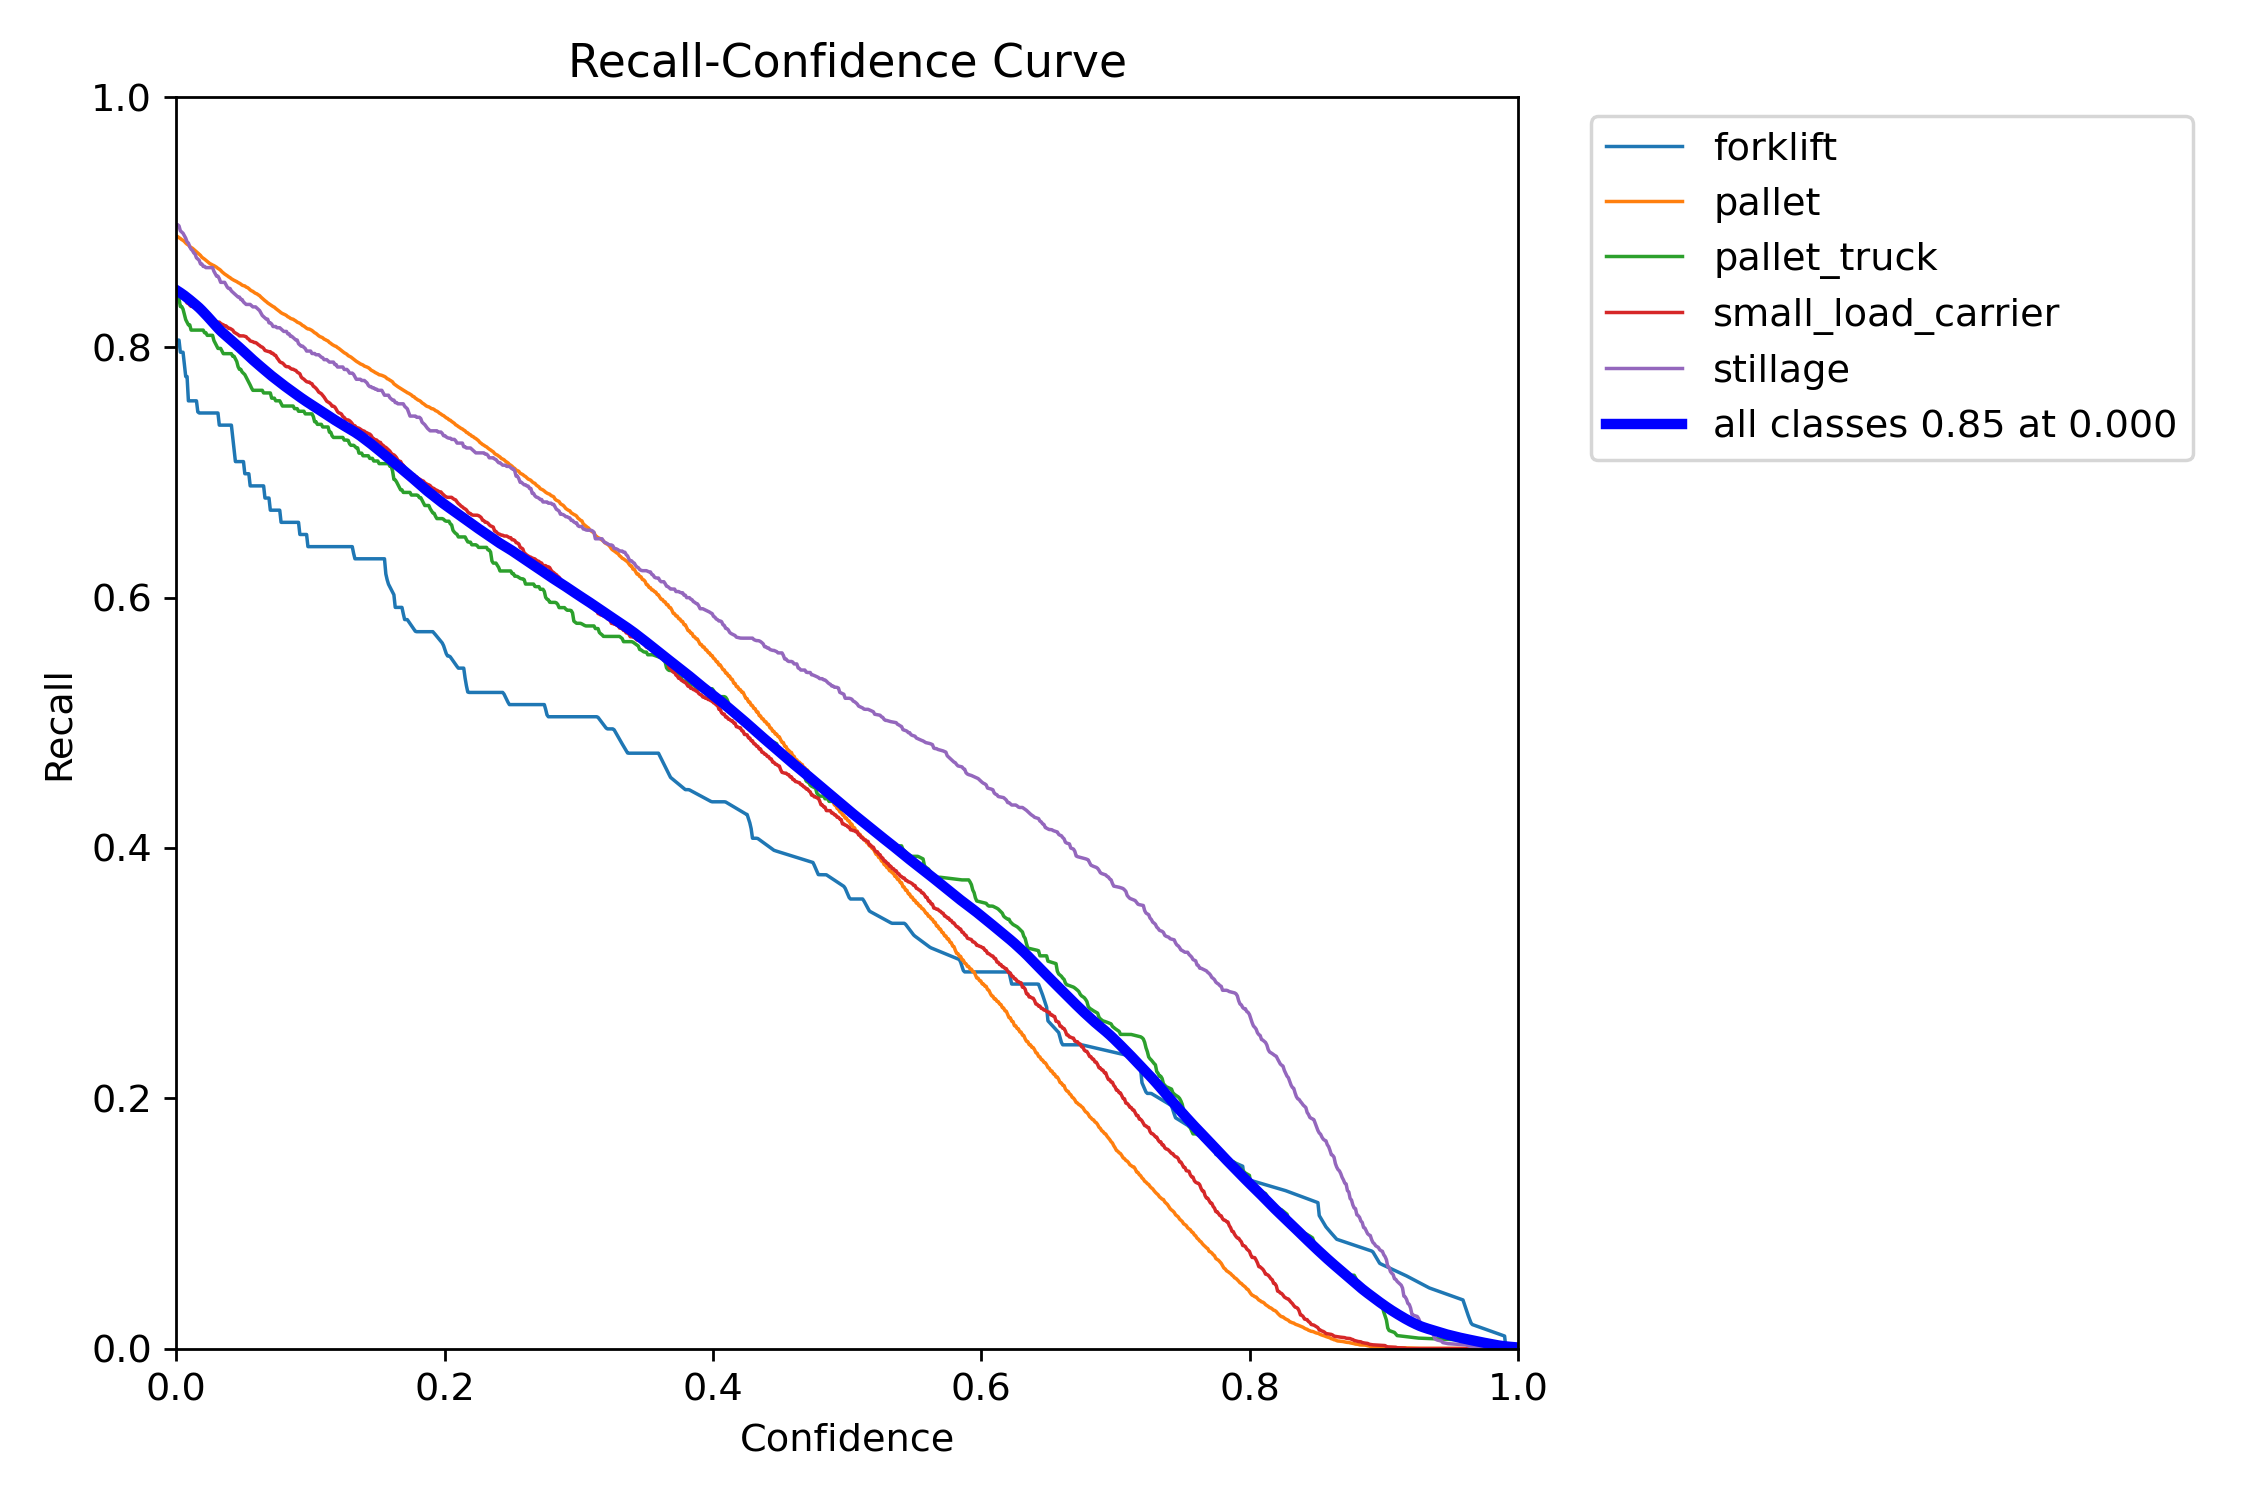 Recall-Confidence Curve
1.0
0.8
0.6
0.4
0.2
0.0
Recall
0.0 0.2 0.4 0.6 0.8 1.0
Confidence
forklift
pallet
pallet_truck
small_load_carrier
stillage
all classes 0.85 at 0.000